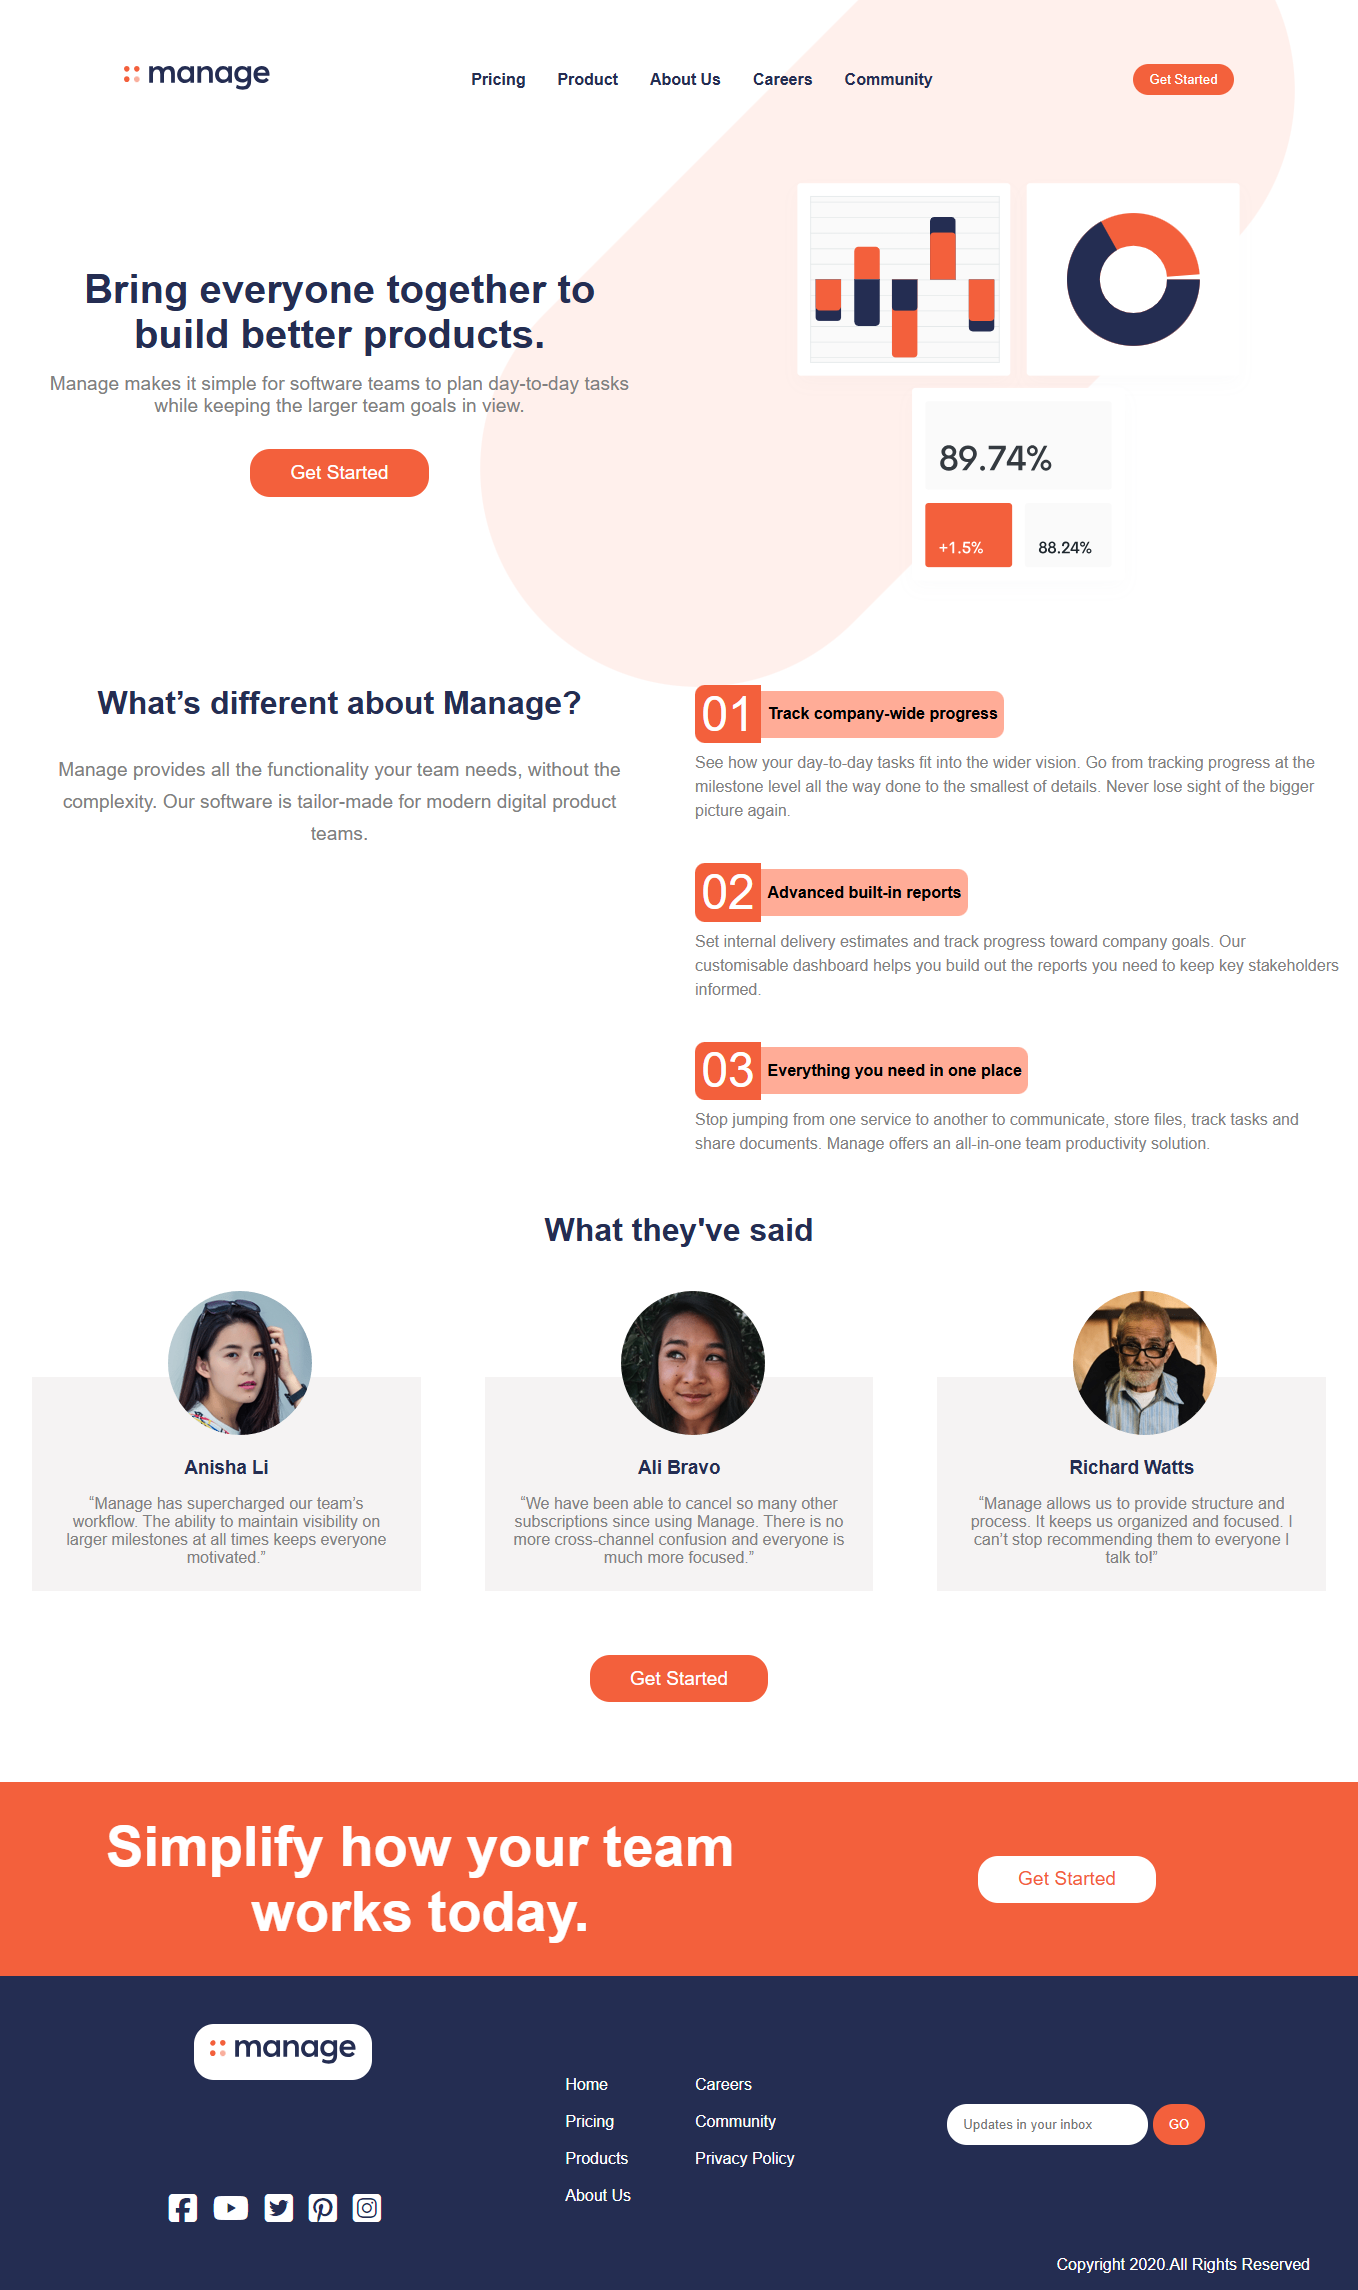 manage
Pricing
Product
About Us
Careers
Community
Get Started
Bring everyone together to
build better products.
Manage makes it simple for software teams to plan day-to-day tasks
while keeping the larger team goals in view.
Get Started
89.74%
+1.5%
88.24%
What’s different about Manage?
Manage provides all the functionality your team needs, without the
complexity. Our software is tailor-made for modern digital product
teams.
01
Track company-wide progress
See how your day-to-day tasks fit into the wider vision. Go from tracking progress at the
milestone level all the way done to the smallest of details. Never lose sight of the bigger
picture again.
02
Advanced built-in reports
Set internal delivery estimates and track progress toward company goals. Our
customisable dashboard helps you build out the reports you need to keep key stakeholders
informed.
03
Everything you need in one place
Stop jumping from one service to another to communicate, store files, track tasks and
share documents. Manage offers an all-in-one team productivity solution.
What they've said
Anisha Li
“Manage has supercharged our team’s
workflow. The ability to maintain visibility on
larger milestones at all times keeps everyone
motivated.”
Ali Bravo
“We have been able to cancel so many other
subscriptions since using Manage. There is no
more cross-channel confusion and everyone is
much more focused.”
Richard Watts
“Manage allows us to provide structure and
process. It keeps us organized and focused. I
can’t stop recommending them to everyone I
talk to!”
Get Started
Simplify how your team
works today.
Get Started
manage
Home
Pricing
Products
About Us
Careers
Community
Privacy Policy
Updates in your inbox
GO
Copyright 2020.All Rights Reserved